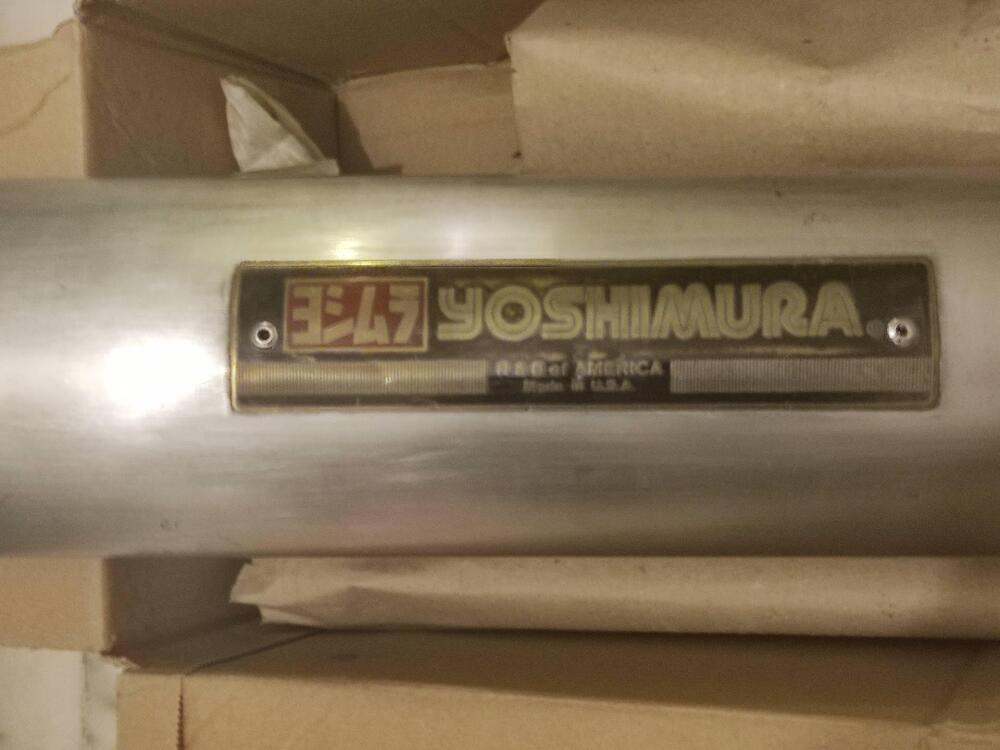 ヨシムラ YOSHIMURA
R & D of AMERICA
Made in U.S.A.